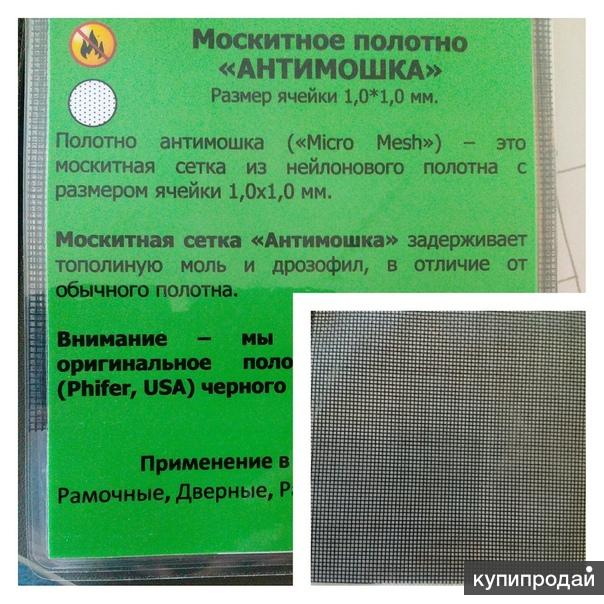 Москитное полотно
«АНТИМОШКА»
Размер ячейки 1,0*1,0 мм.
Полотно антимошка («Micro Mesh») – это
москитная сетка из нейлонового полотна с
размером ячейки 1,0х1,0 мм.
Москитная сетка «Антимошка» задерживает
тополиную моль и дрозофил, в отличие от
обычного полотна.
Внимание – мы
оригинальное поло
(Phifer, USA) черного
Применение в
Рамочные, Дверные, Р
купипродай